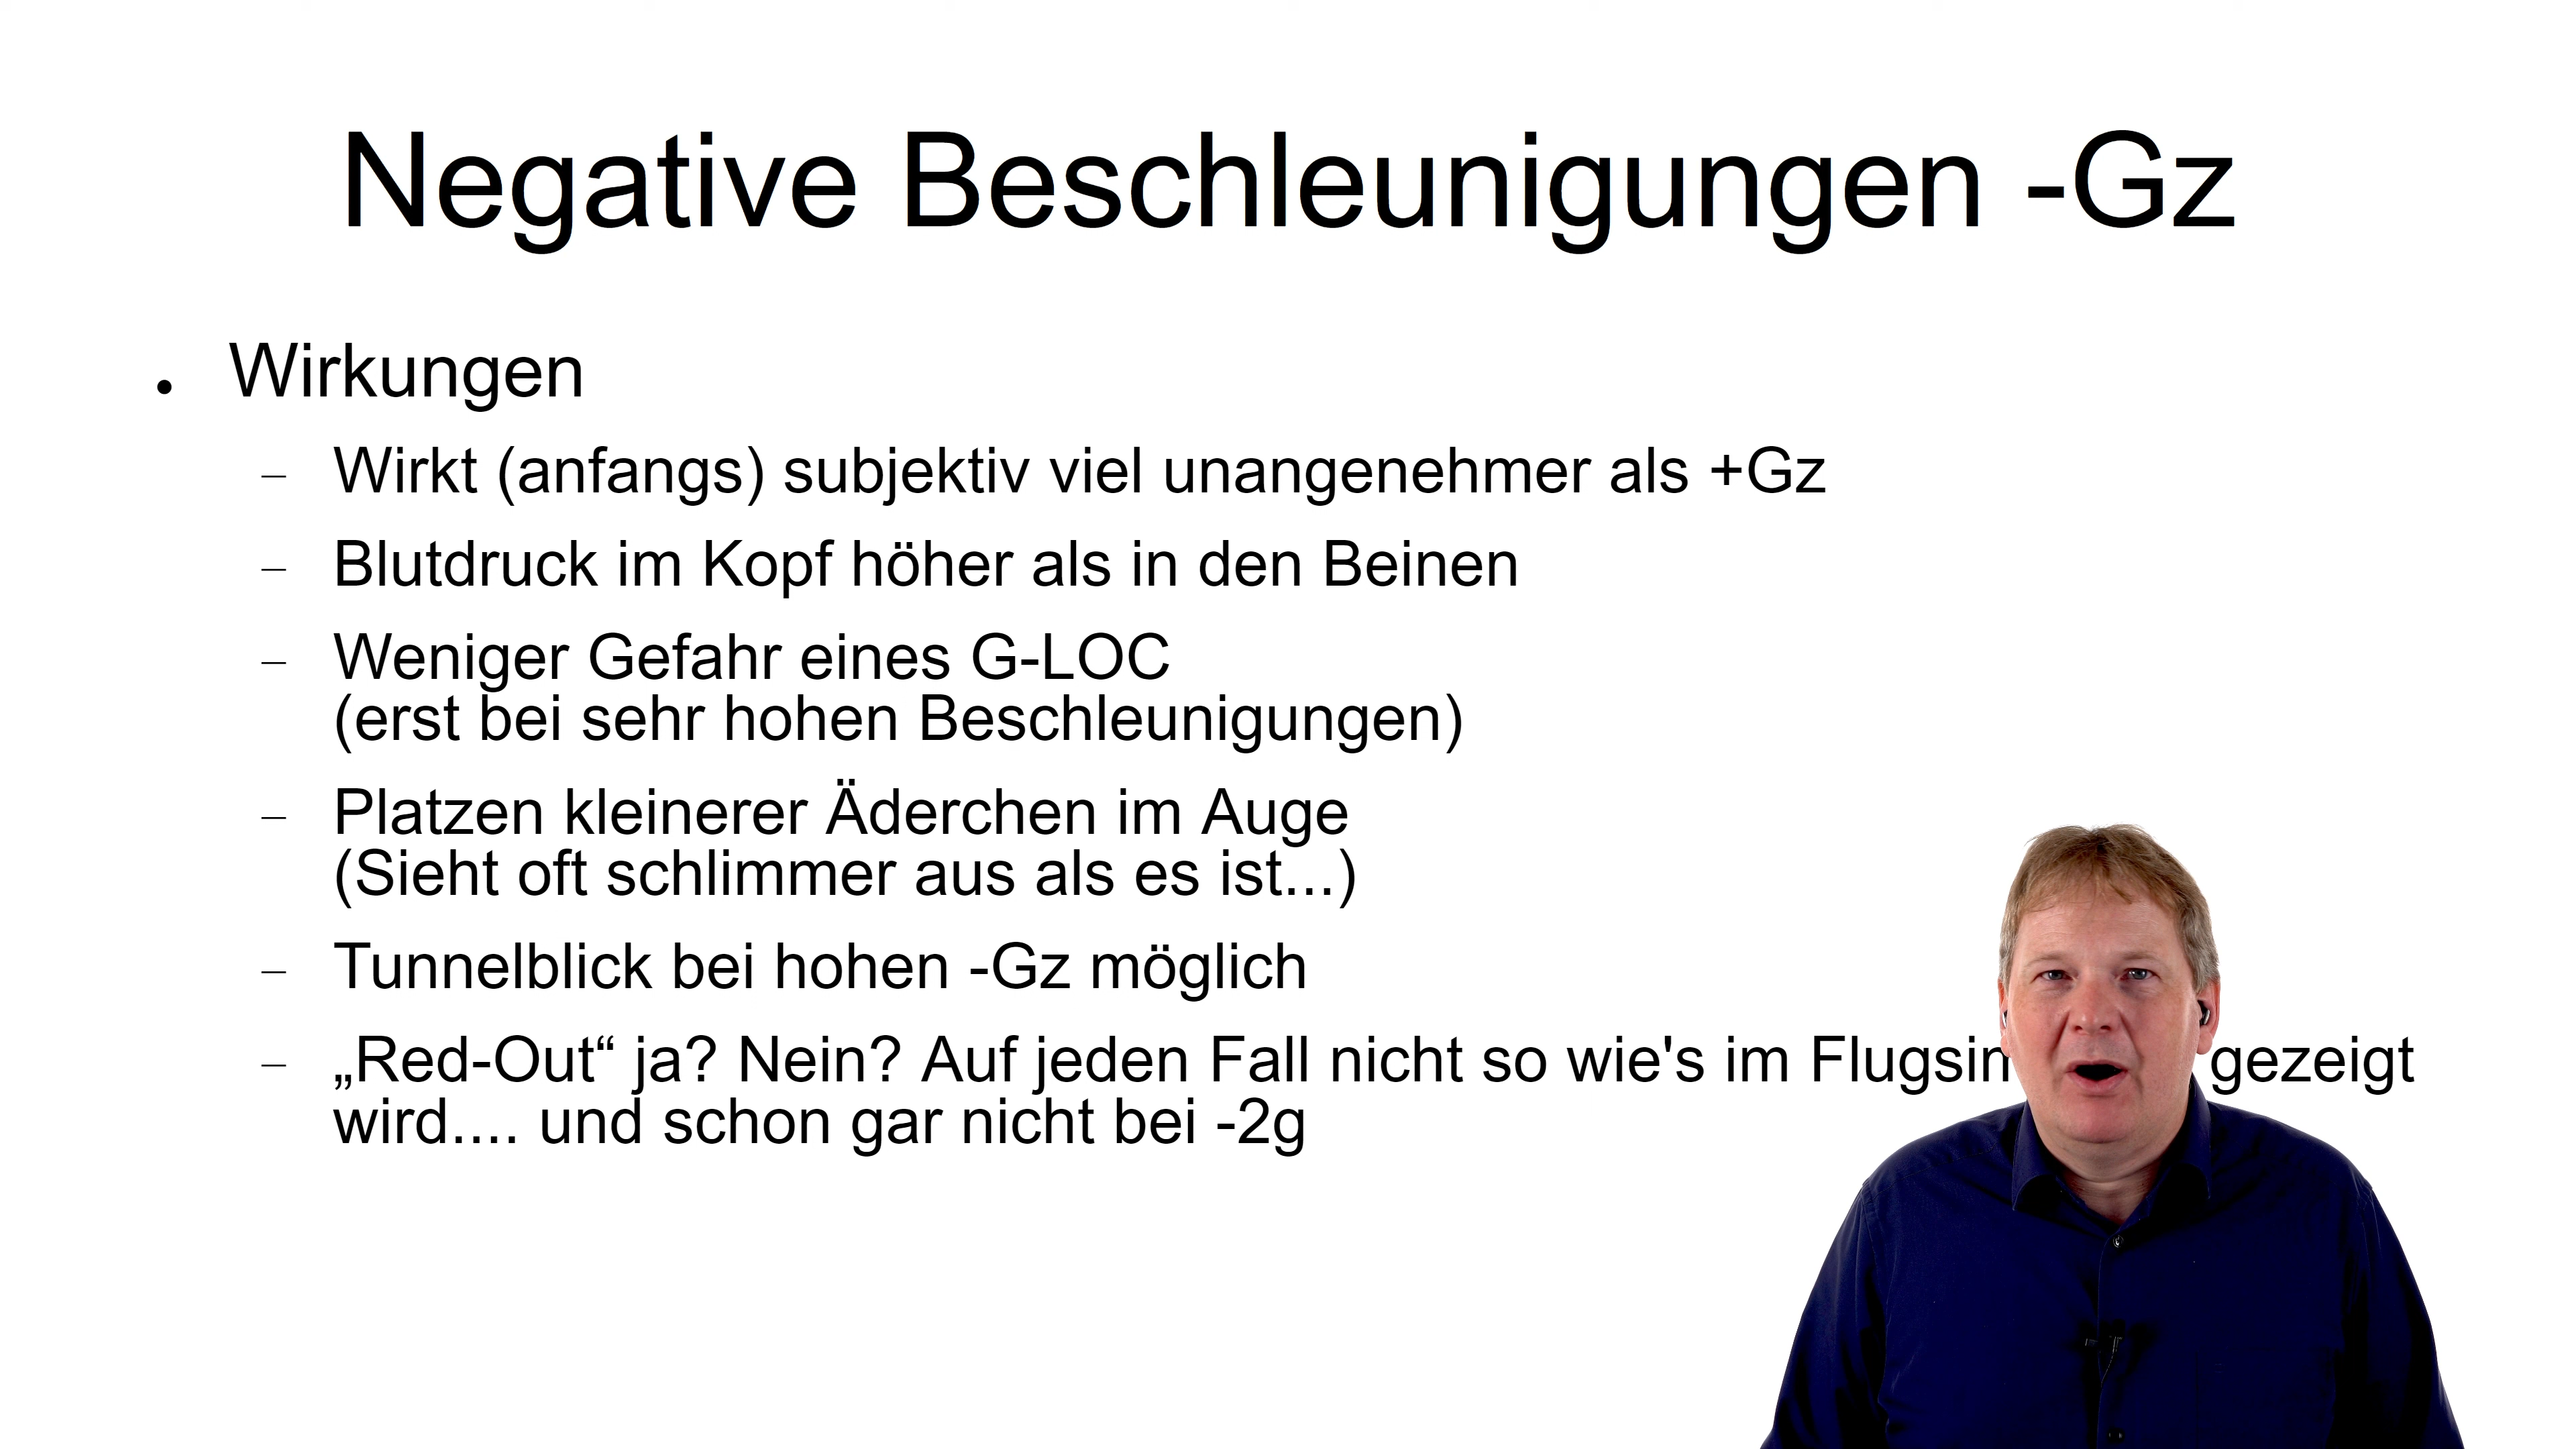 Negative Beschleunigungen -Gz
● Wirkungen
– Wirkt (anfangs) subjektiv viel unangenehmer als +Gz
– Blutdruck im Kopf höher als in den Beinen
– Weniger Gefahr eines G-LOC
(erst bei sehr hohen Beschleunigungen)
– Platzen kleinerer Äderchen im Auge
(Sieht oft schlimmer aus als es ist...)
– Tunnelblick bei hohen -Gz möglich
– „Red-Out“ ja? Nein? Auf jeden Fall nicht so wie's im gezeigt
wird.... und schon gar nicht bei -2g